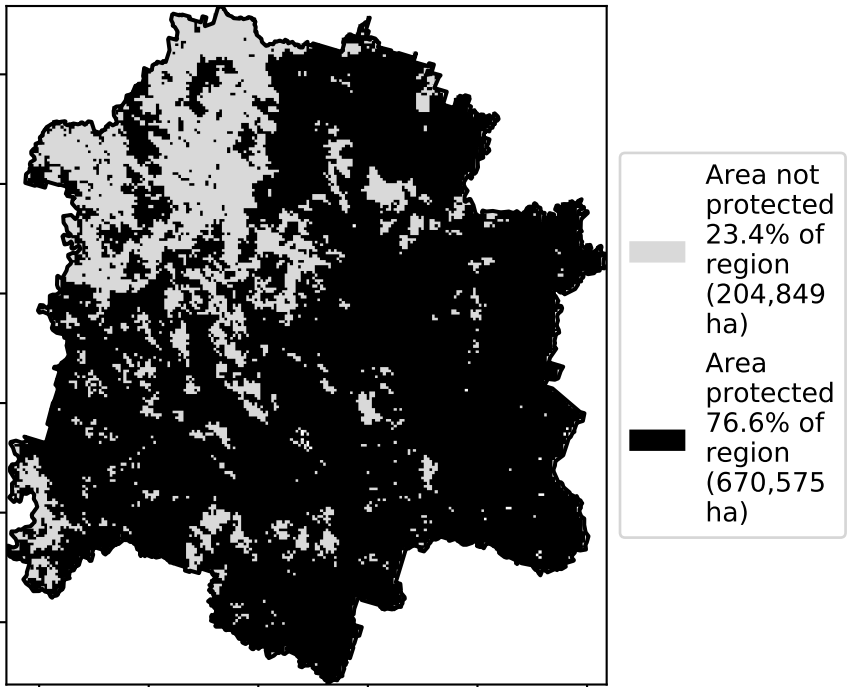 Area not
protected
23.4% of
region
(204,849
ha)
Area
protected
76.6% of
region
(670,575
ha)